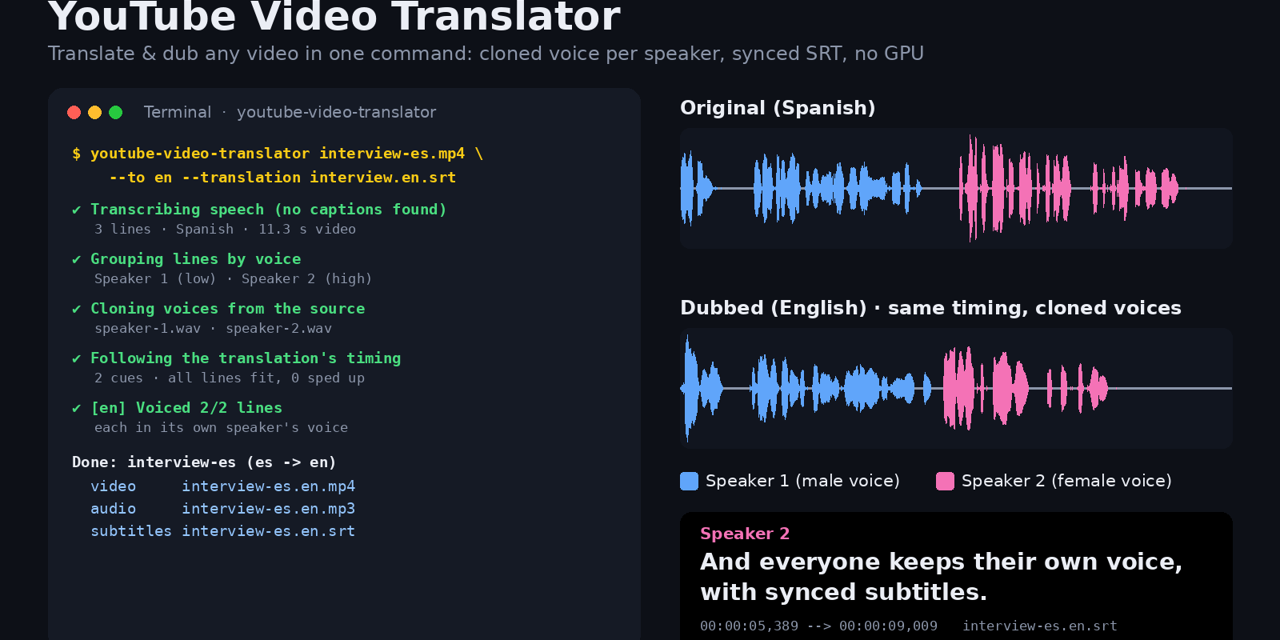 YouTube Video Translator
Translate & dub any video in one command: cloned voice per speaker, synced SRT, no GPU
Terminal · youtube-video-translator
$ youtube-video-translator interview-es.mp4 \
--to en --translation interview.en.srt
✔ Transcribing speech (no captions found)
3 lines · Spanish · 11.3 s video
✔ Grouping lines by voice
Speaker 1 (low) · Speaker 2 (high)
✔ Cloning voices from the source
speaker-1.wav · speaker-2.wav
✔ Following the translation's timing
2 cues · all lines fit, 0 sped up
✔ [en] Voiced 2/2 lines
each in its own speaker's voice
Done: interview-es (es -> en)
video interview-es.en.mp4
audio interview-es.en.mp3
subtitles interview-es.en.srt
Original (Spanish)
Dubbed (English) · same timing, cloned voices
Speaker 1 (male voice)
Speaker 2 (female voice)
Speaker 2
And everyone keeps their own voice,
with synced subtitles.
00:00:05,389 --> 00:00:09,009 interview-es.en.srt